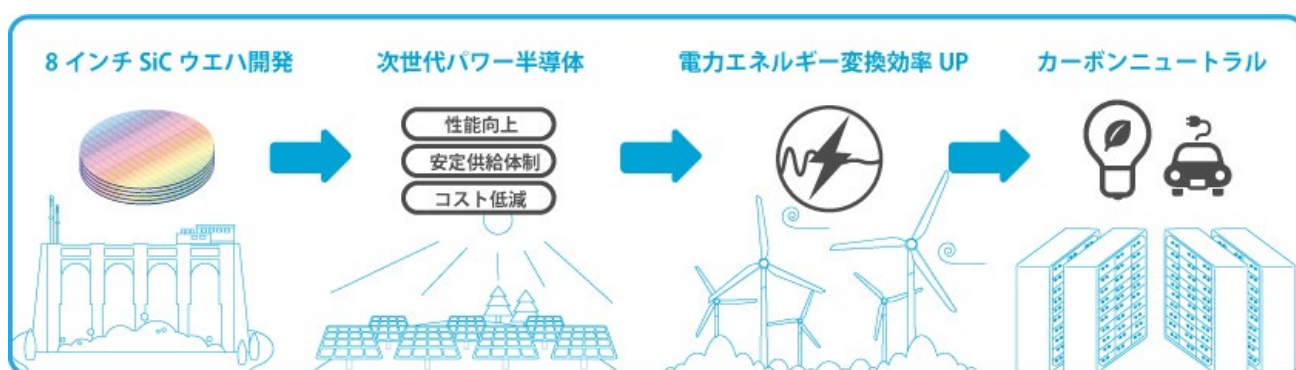 8インチ SiC ウエハ開発
次世代パワー半導体
性能向上
安定供給体制
コスト低減
電力エネルギー変換効率 UP
カーボンニュートラル